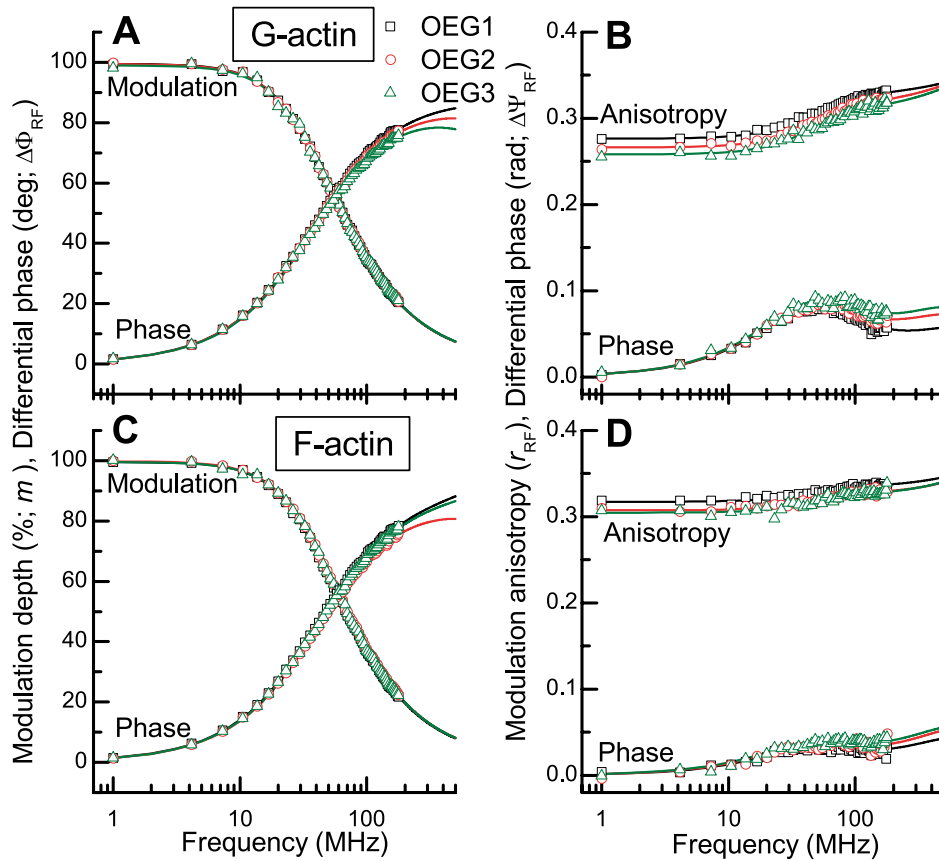 A
G-actin
OEG1
OEG2
OEG3
B
100
80
60
40
20
0
Modulation
Phase
0.4
0.3
0.2
0.1
0.0
Anisotropy
Phase
C
F-actin
D
100
80
60
40
20
0
Modulation
Phase
0.4
0.3
0.2
0.1
0.0
Anisotropy
Phase
1 10 100
1 10 100
Frequency (MHz)
Frequency (MHz)
Modulation depth (%; m), Differential phase (deg; ΔΦRF)
Modulation anisotropy (rRF), Differential phase (rad; ΔΨRF)